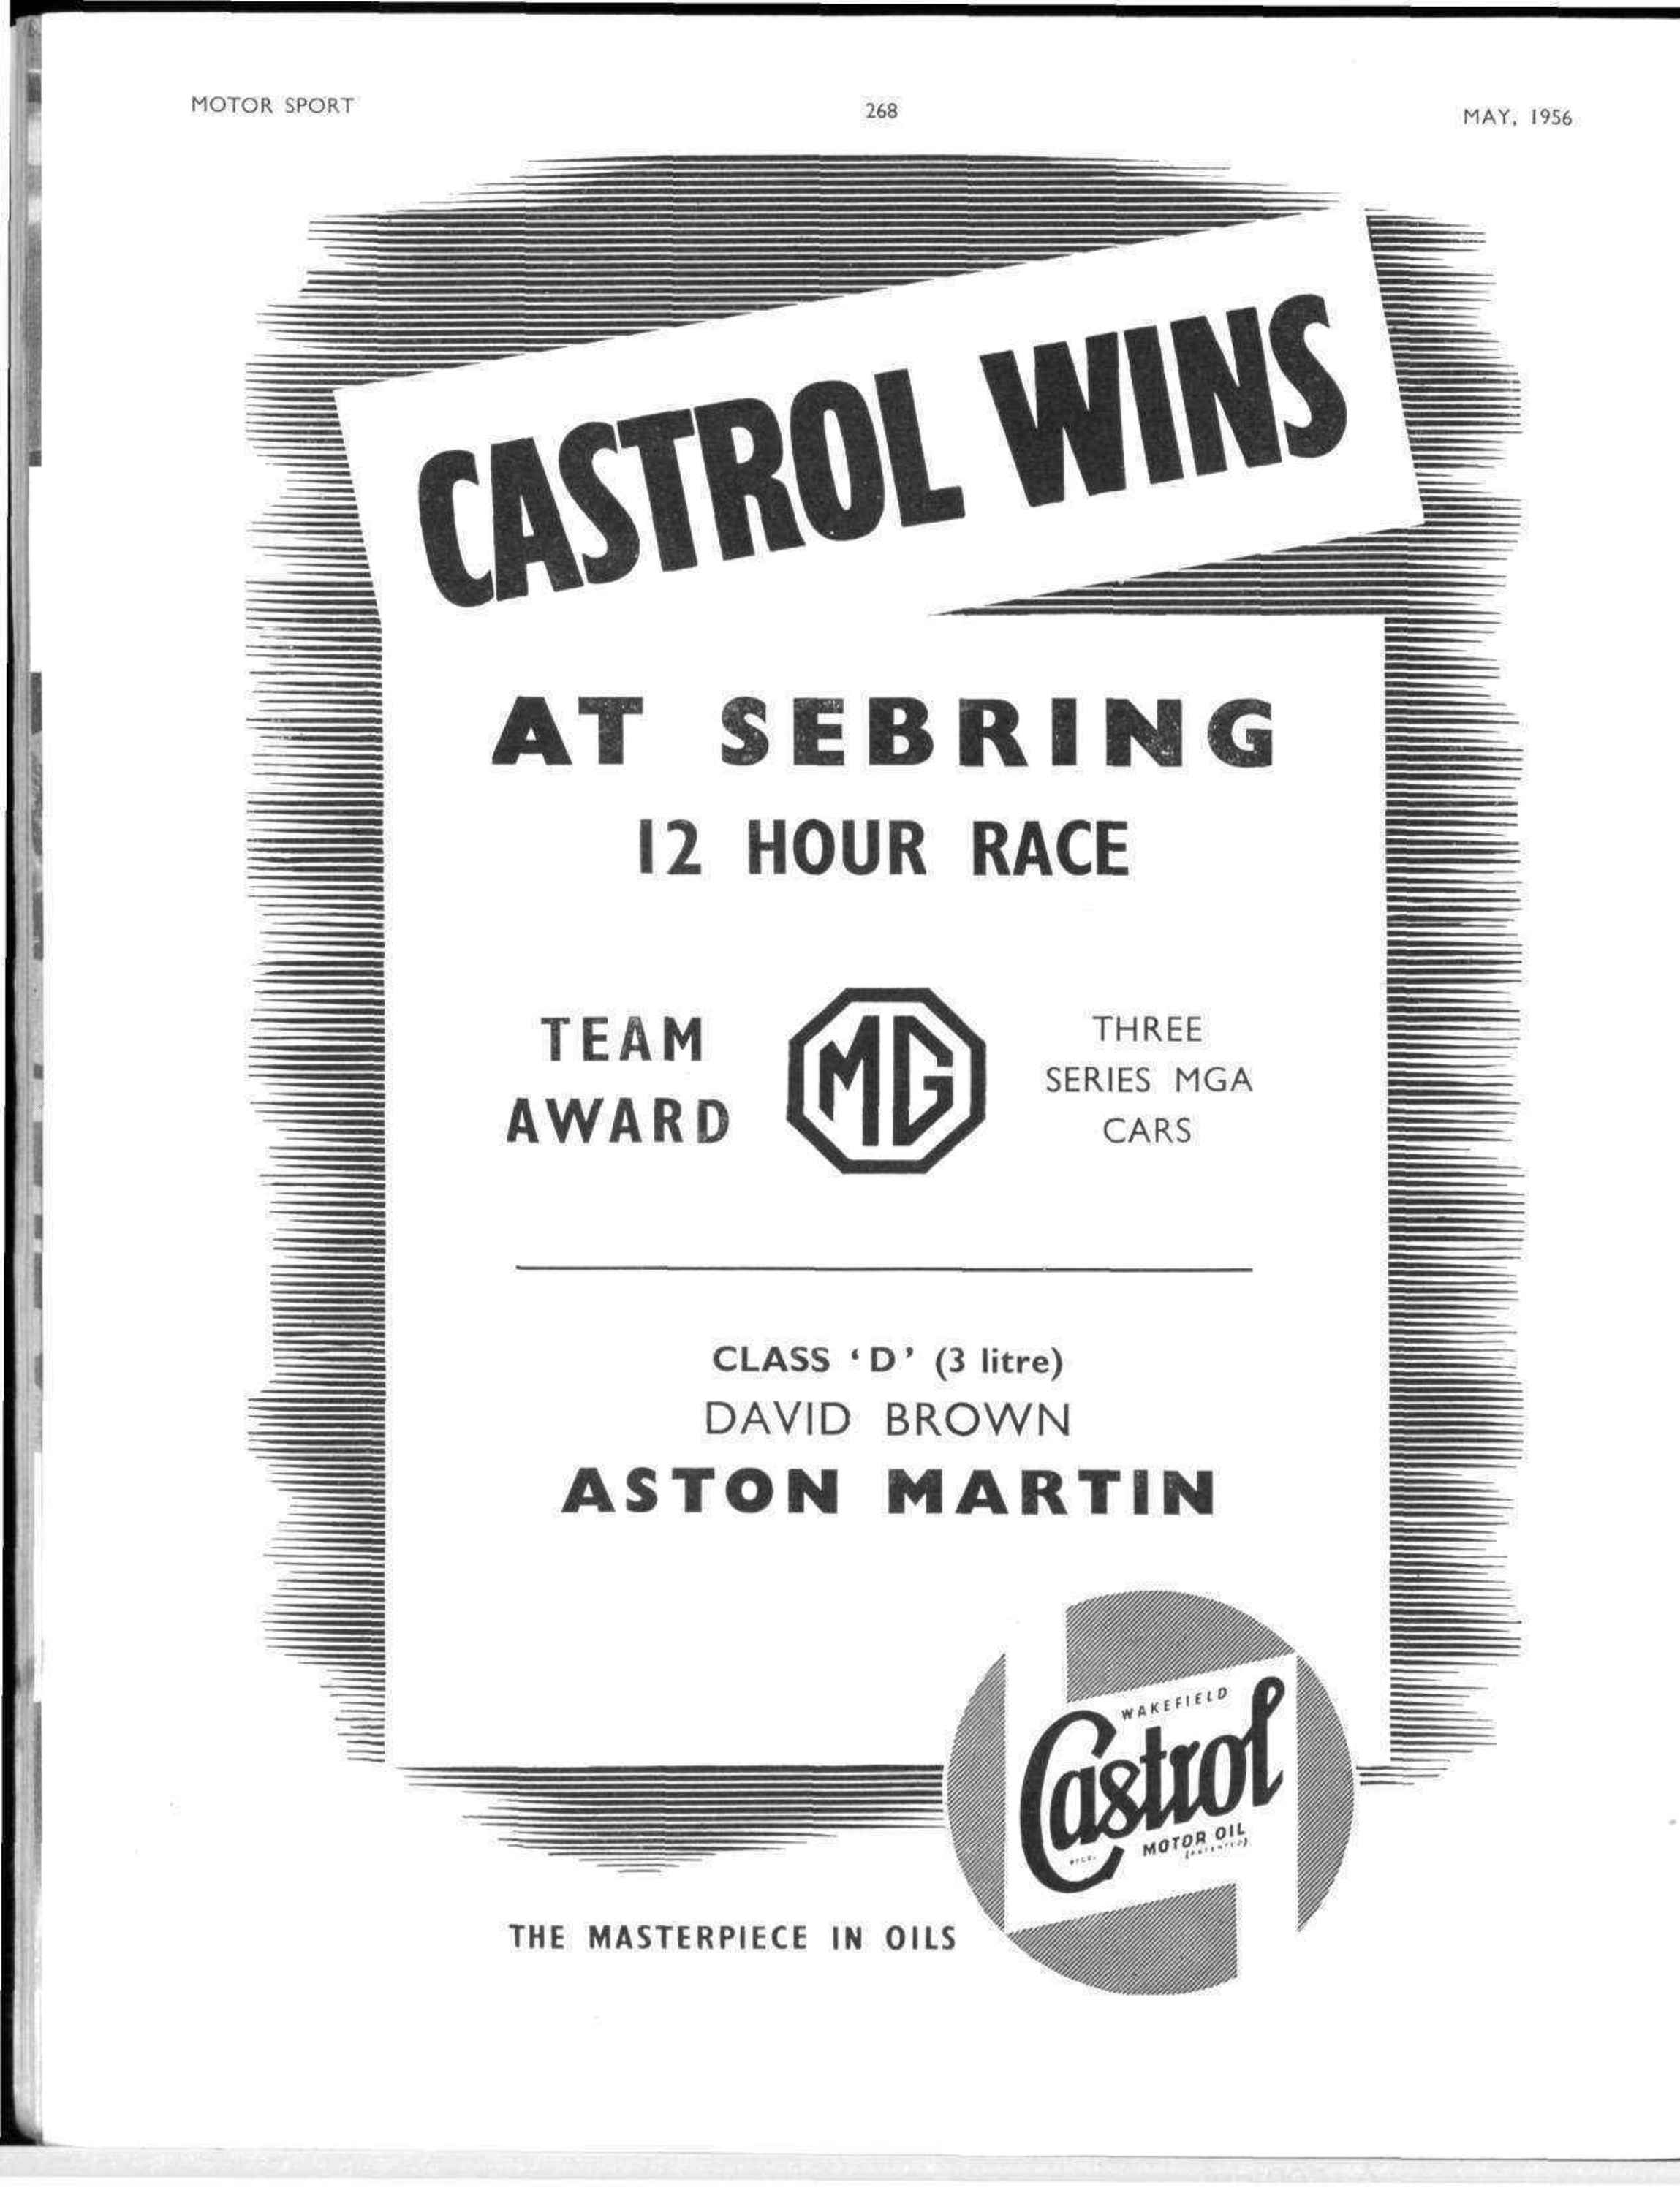 MOTOR SPORT
268
MAY, 1956
CASTROL WINS
AT SEBRING
12 HOUR RACE
TEAM
AWARD
MG
THREE
SERIES MGA
CARS
CLASS ‘D’ (3 litre)
DAVID BROWN
ASTON MARTIN
WAKEFIELD
Castrol
MOTOR OIL
THE MASTERPIECE IN OILS